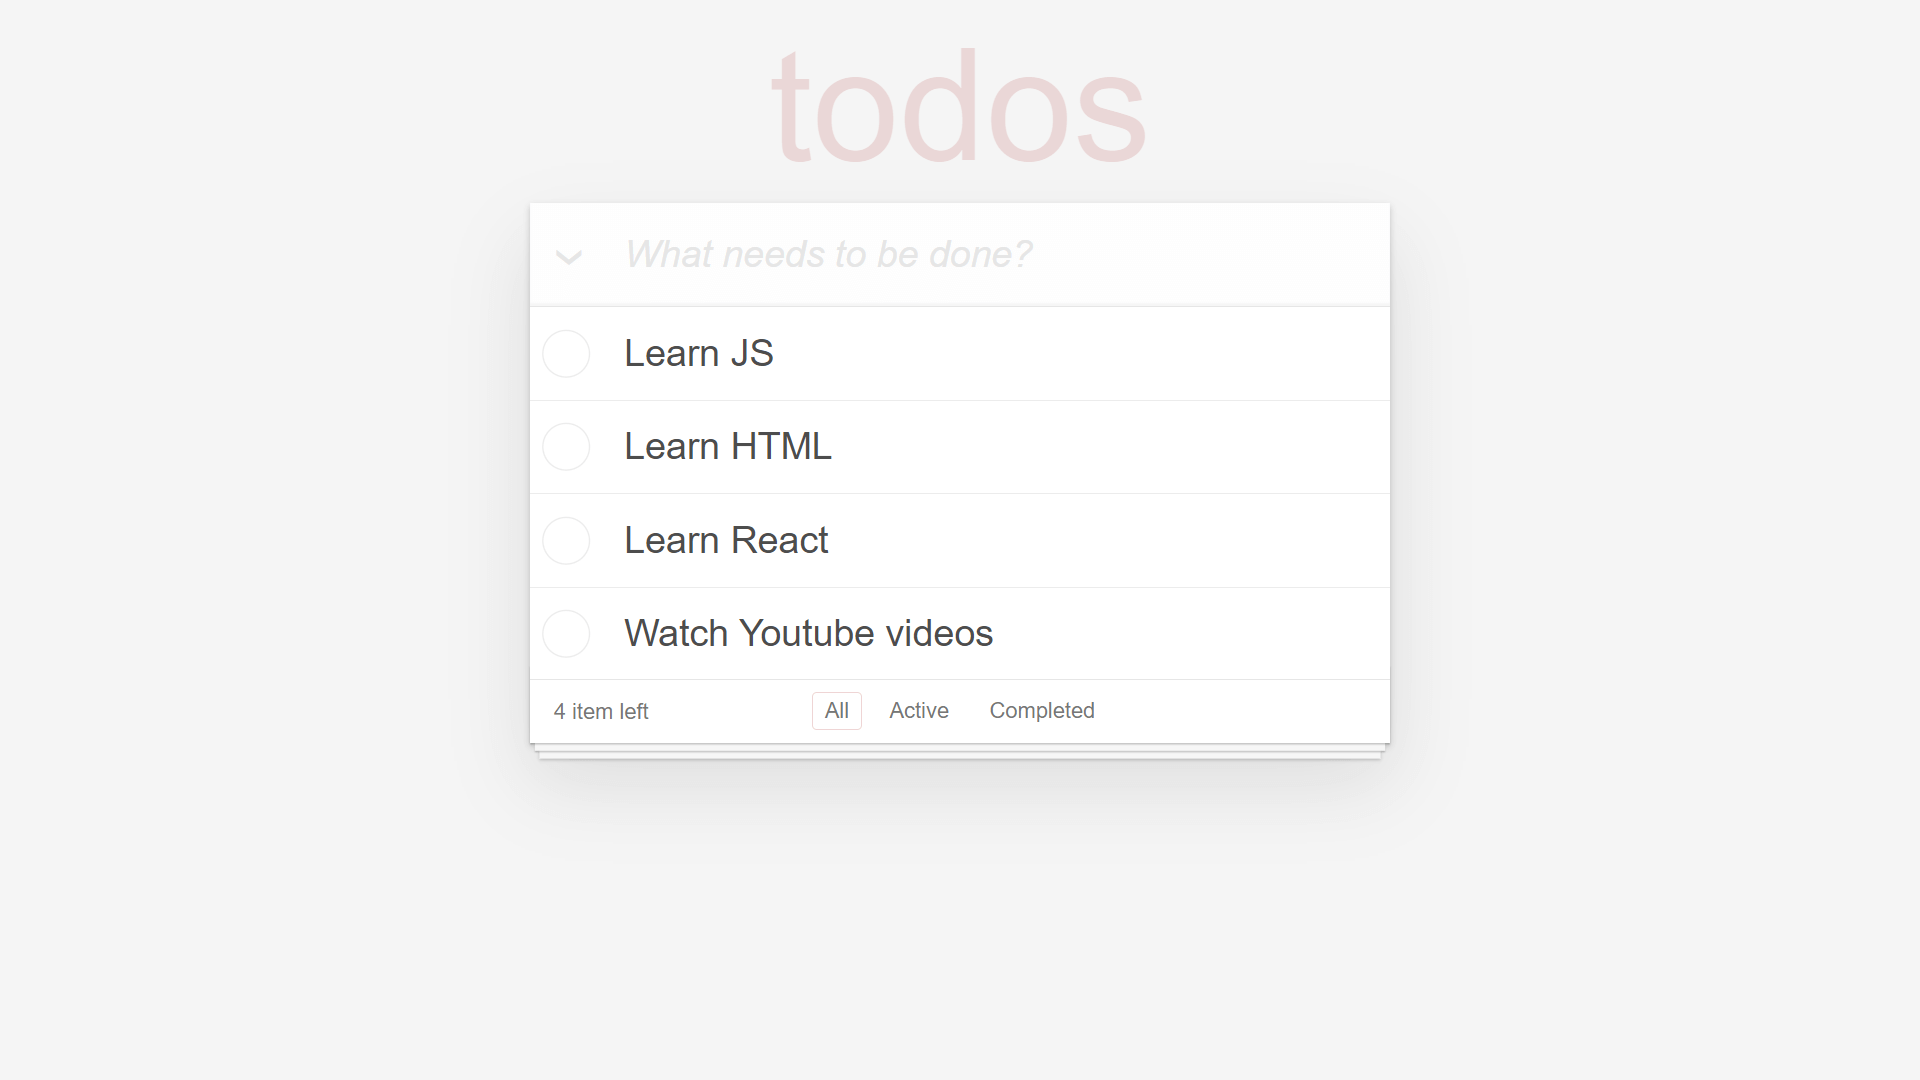 todos
What needs to be done?
Learn JS
Learn HTML
Learn React
Watch Youtube videos
4 item left All Active Completed